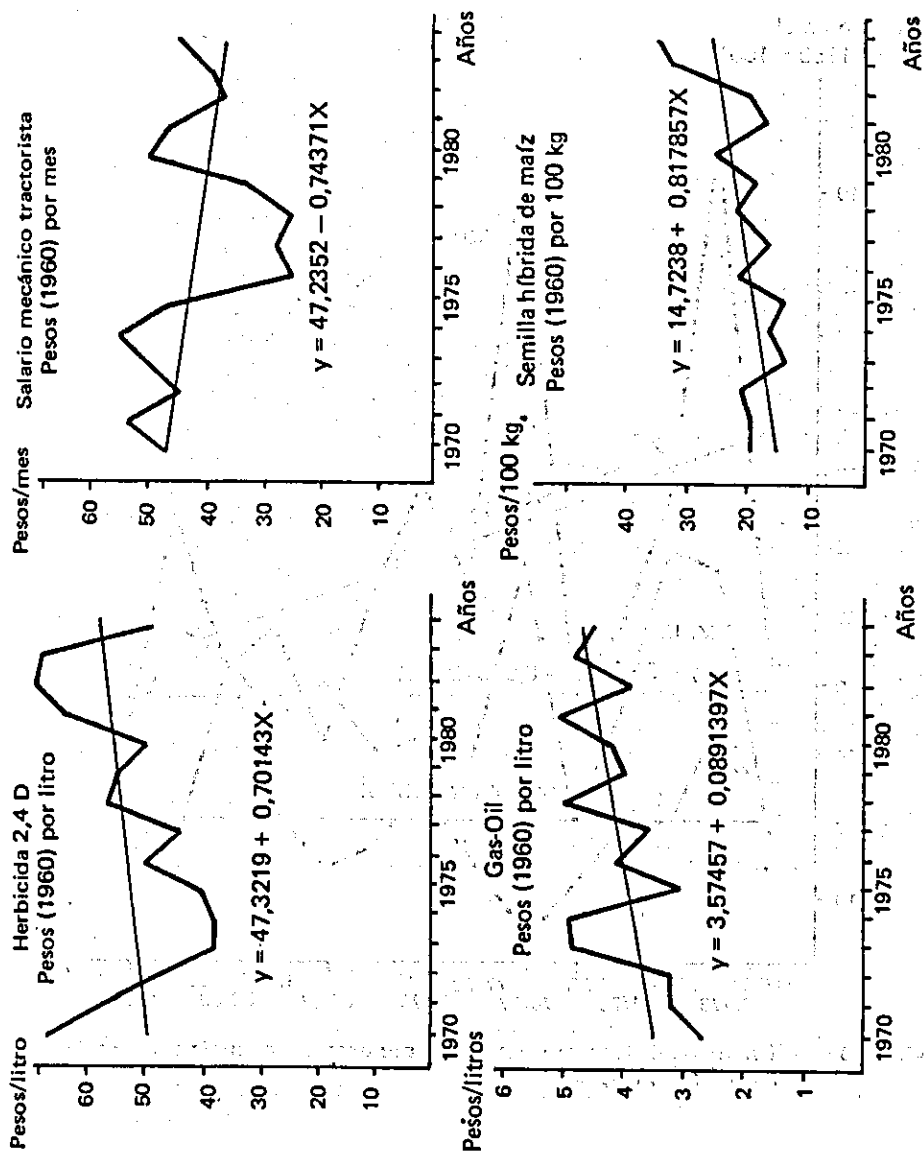 Pesos/litro
Herbicida 2,4 D
Pesos (1960) por litro
60
50
40
30
20
10
y = 47,3219 + 0,70143X
1970
1975
1980
Años
Pesos/mes
Salario mecánico tractorista
Pesos (1960) por mes
60
50
40
30
20
10
y = 47,2352 – 0,74371X
1970
1975
1980
Años
Pesos/litros
Gas-Oil
Pesos (1960) por litro
6
5
4
3
2
1
y = 3,57457 + 0,0891397X
1970
1975
1980
Años
Pesos/100 kg.
Semilla híbrida de maíz
Pesos (1960) por 100 kg
40
30
20
10
y = 14,7238 + 0,817857X
1970
1975
1980
Años